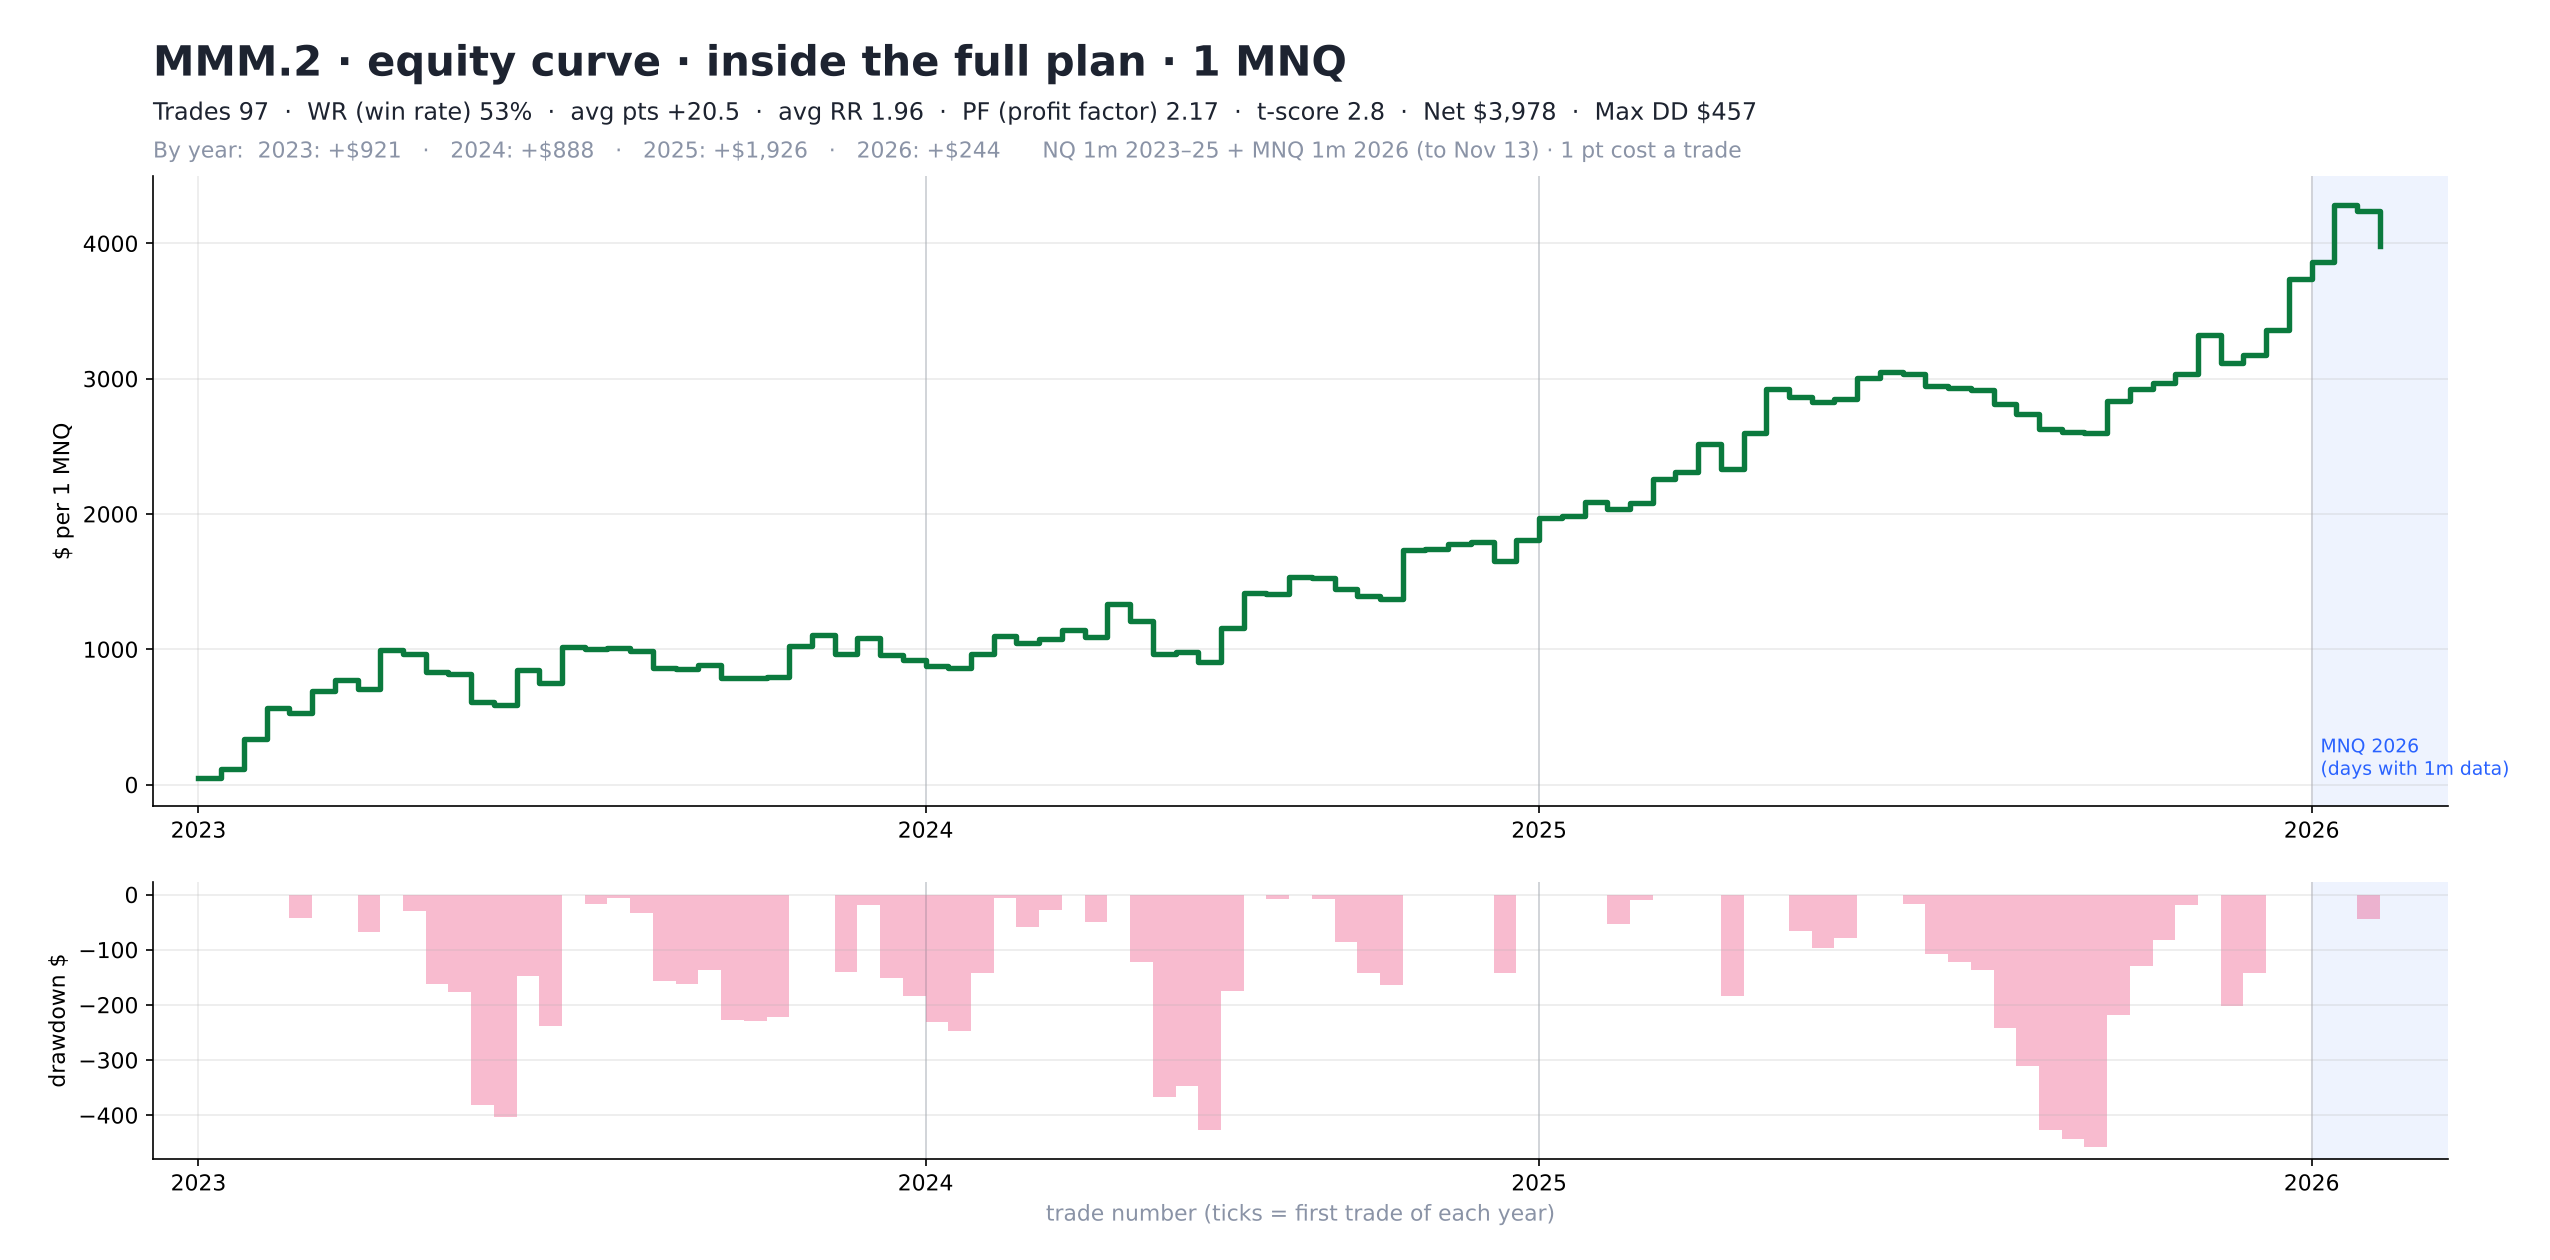 MMM.2 · equity curve · inside the full plan · 1 MNQ
Trades 97 · WR (win rate) 53% · avg pts +20.5 · avg RR 1.96 · PF (profit factor) 2.17 · t-score 2.8 · Net $3,978 · Max DD $457
By year: 2023: +$921 · 2024: +$888 · 2025: +$1,926 · 2026: +$244 NQ 1m 2023–25 + MNQ 1m 2026 (to Nov 13) · 1 pt cost a trade
$ per 1 MNQ
4000
3000
2000
1000
0
MNQ 2026
(days with 1m data)
2023 2024 2025 2026
drawdown $
0
−100
−200
−300
−400
2023 2024 2025 2026
trade number (ticks = first trade of each year)